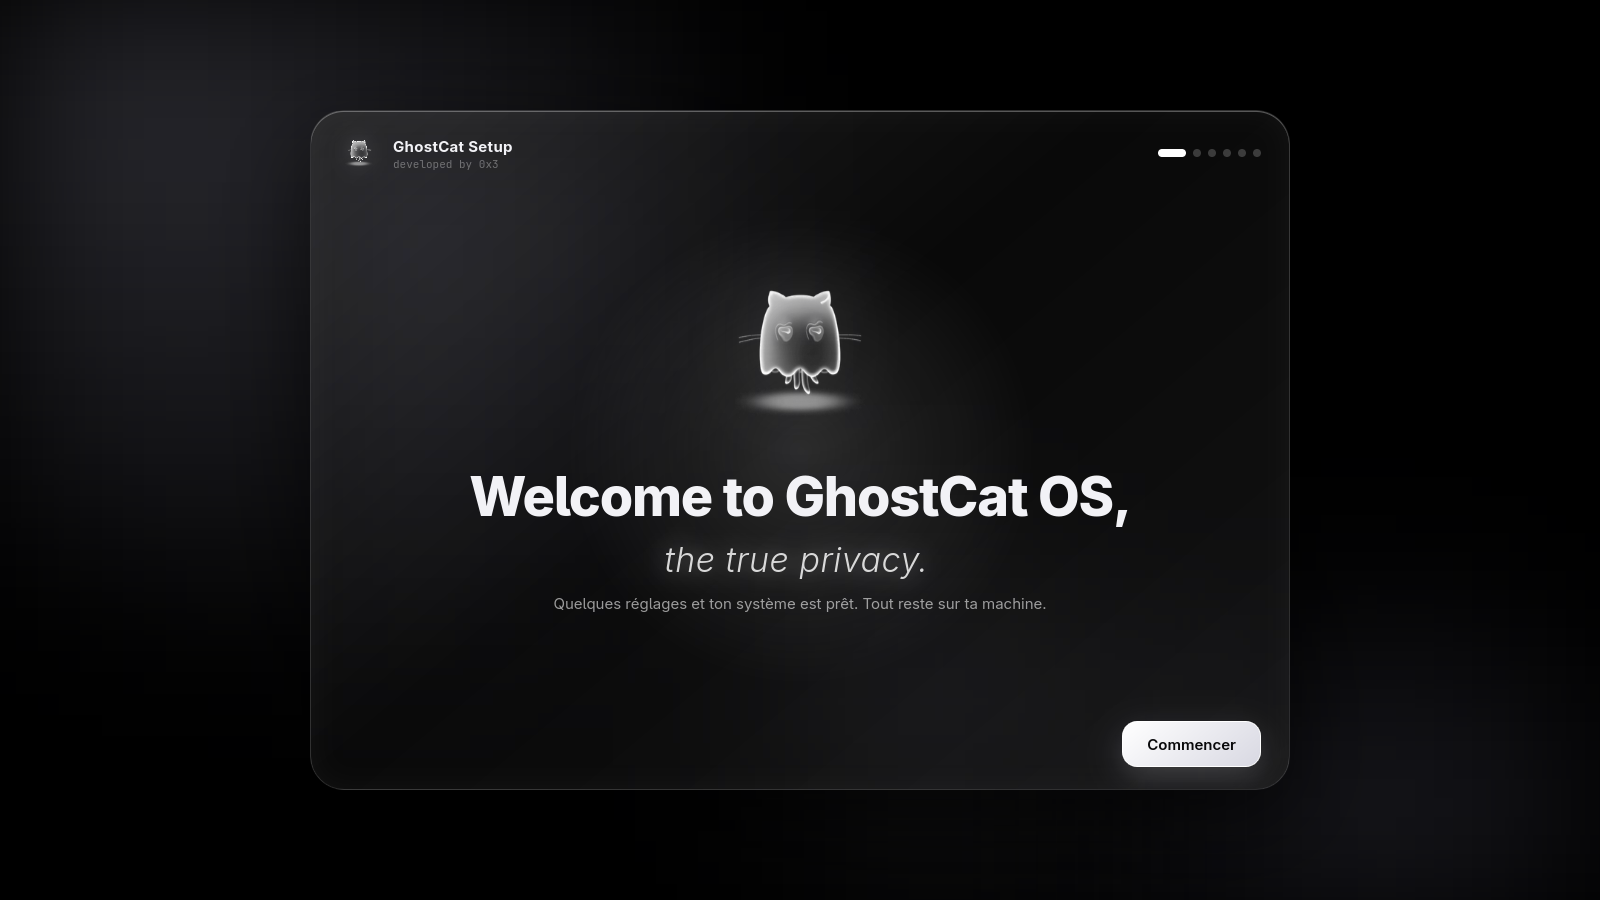 GhostCat Setup
developed by 0x3
Welcome to GhostCat OS,
the true privacy.
Quelques réglages et ton système est prêt. Tout reste sur ta machine.
Commencer